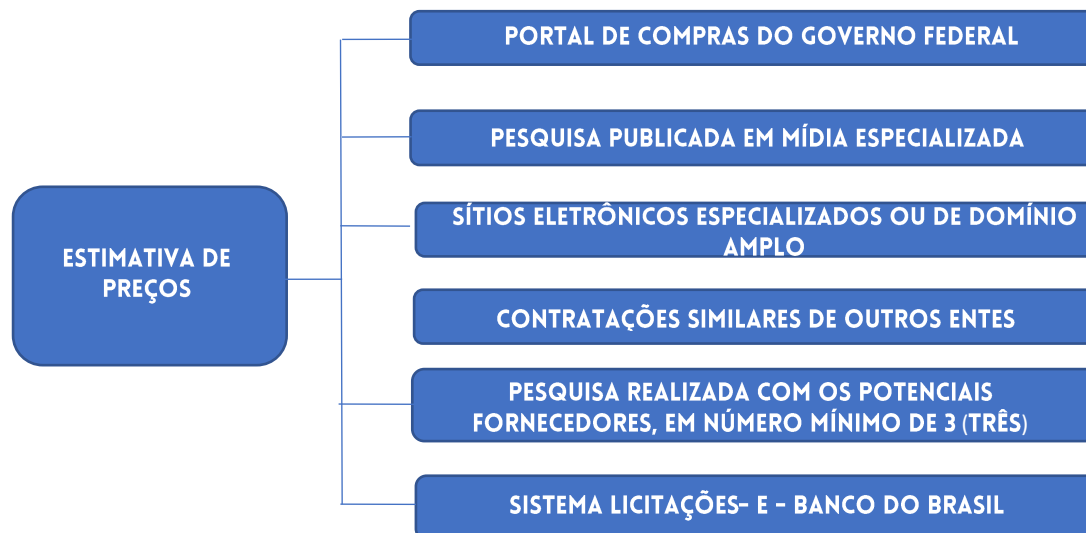 PORTAL DE COMPRAS DO GOVERNO FEDERAL
PESQUISA PUBLICADA EM MÍDIA ESPECIALIZADA
SÍTIOS ELETRÔNICOS ESPECIALIZADOS OU DE DOMÍNIO
AMPLO
ESTIMATIVA DE
PREÇOS
CONTRATAÇÕES SIMILARES DE OUTROS ENTES
PESQUISA REALIZADA COM OS POTENCIAIS
FORNECEDORES, EM NÚMERO MÍNIMO DE 3 (TRÊS)
SISTEMA LICITAÇÕES- E - BANCO DO BRASIL